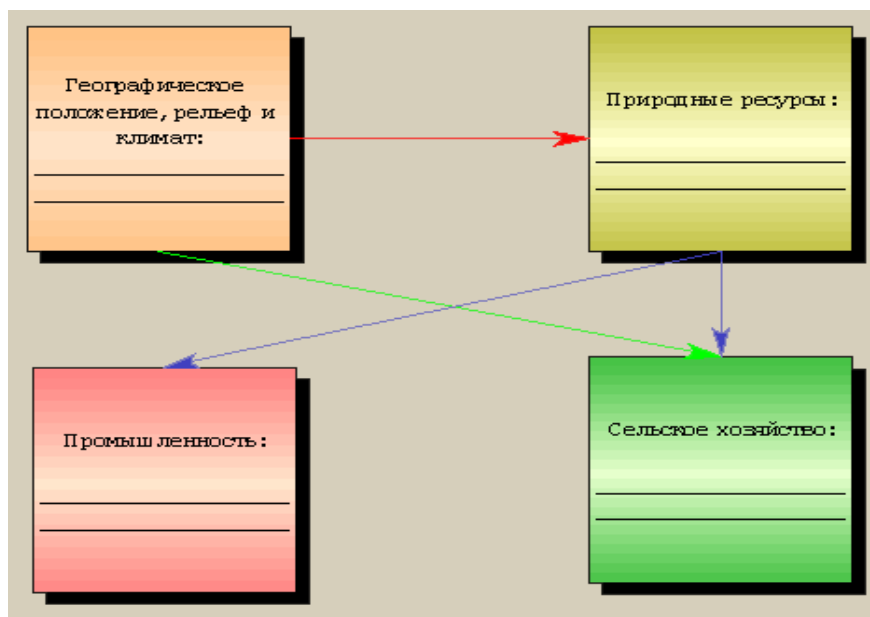 Географическое
положение, рельеф и
климат:
Природные ресурсы:
Промышленность:
Сельское хозяйство: